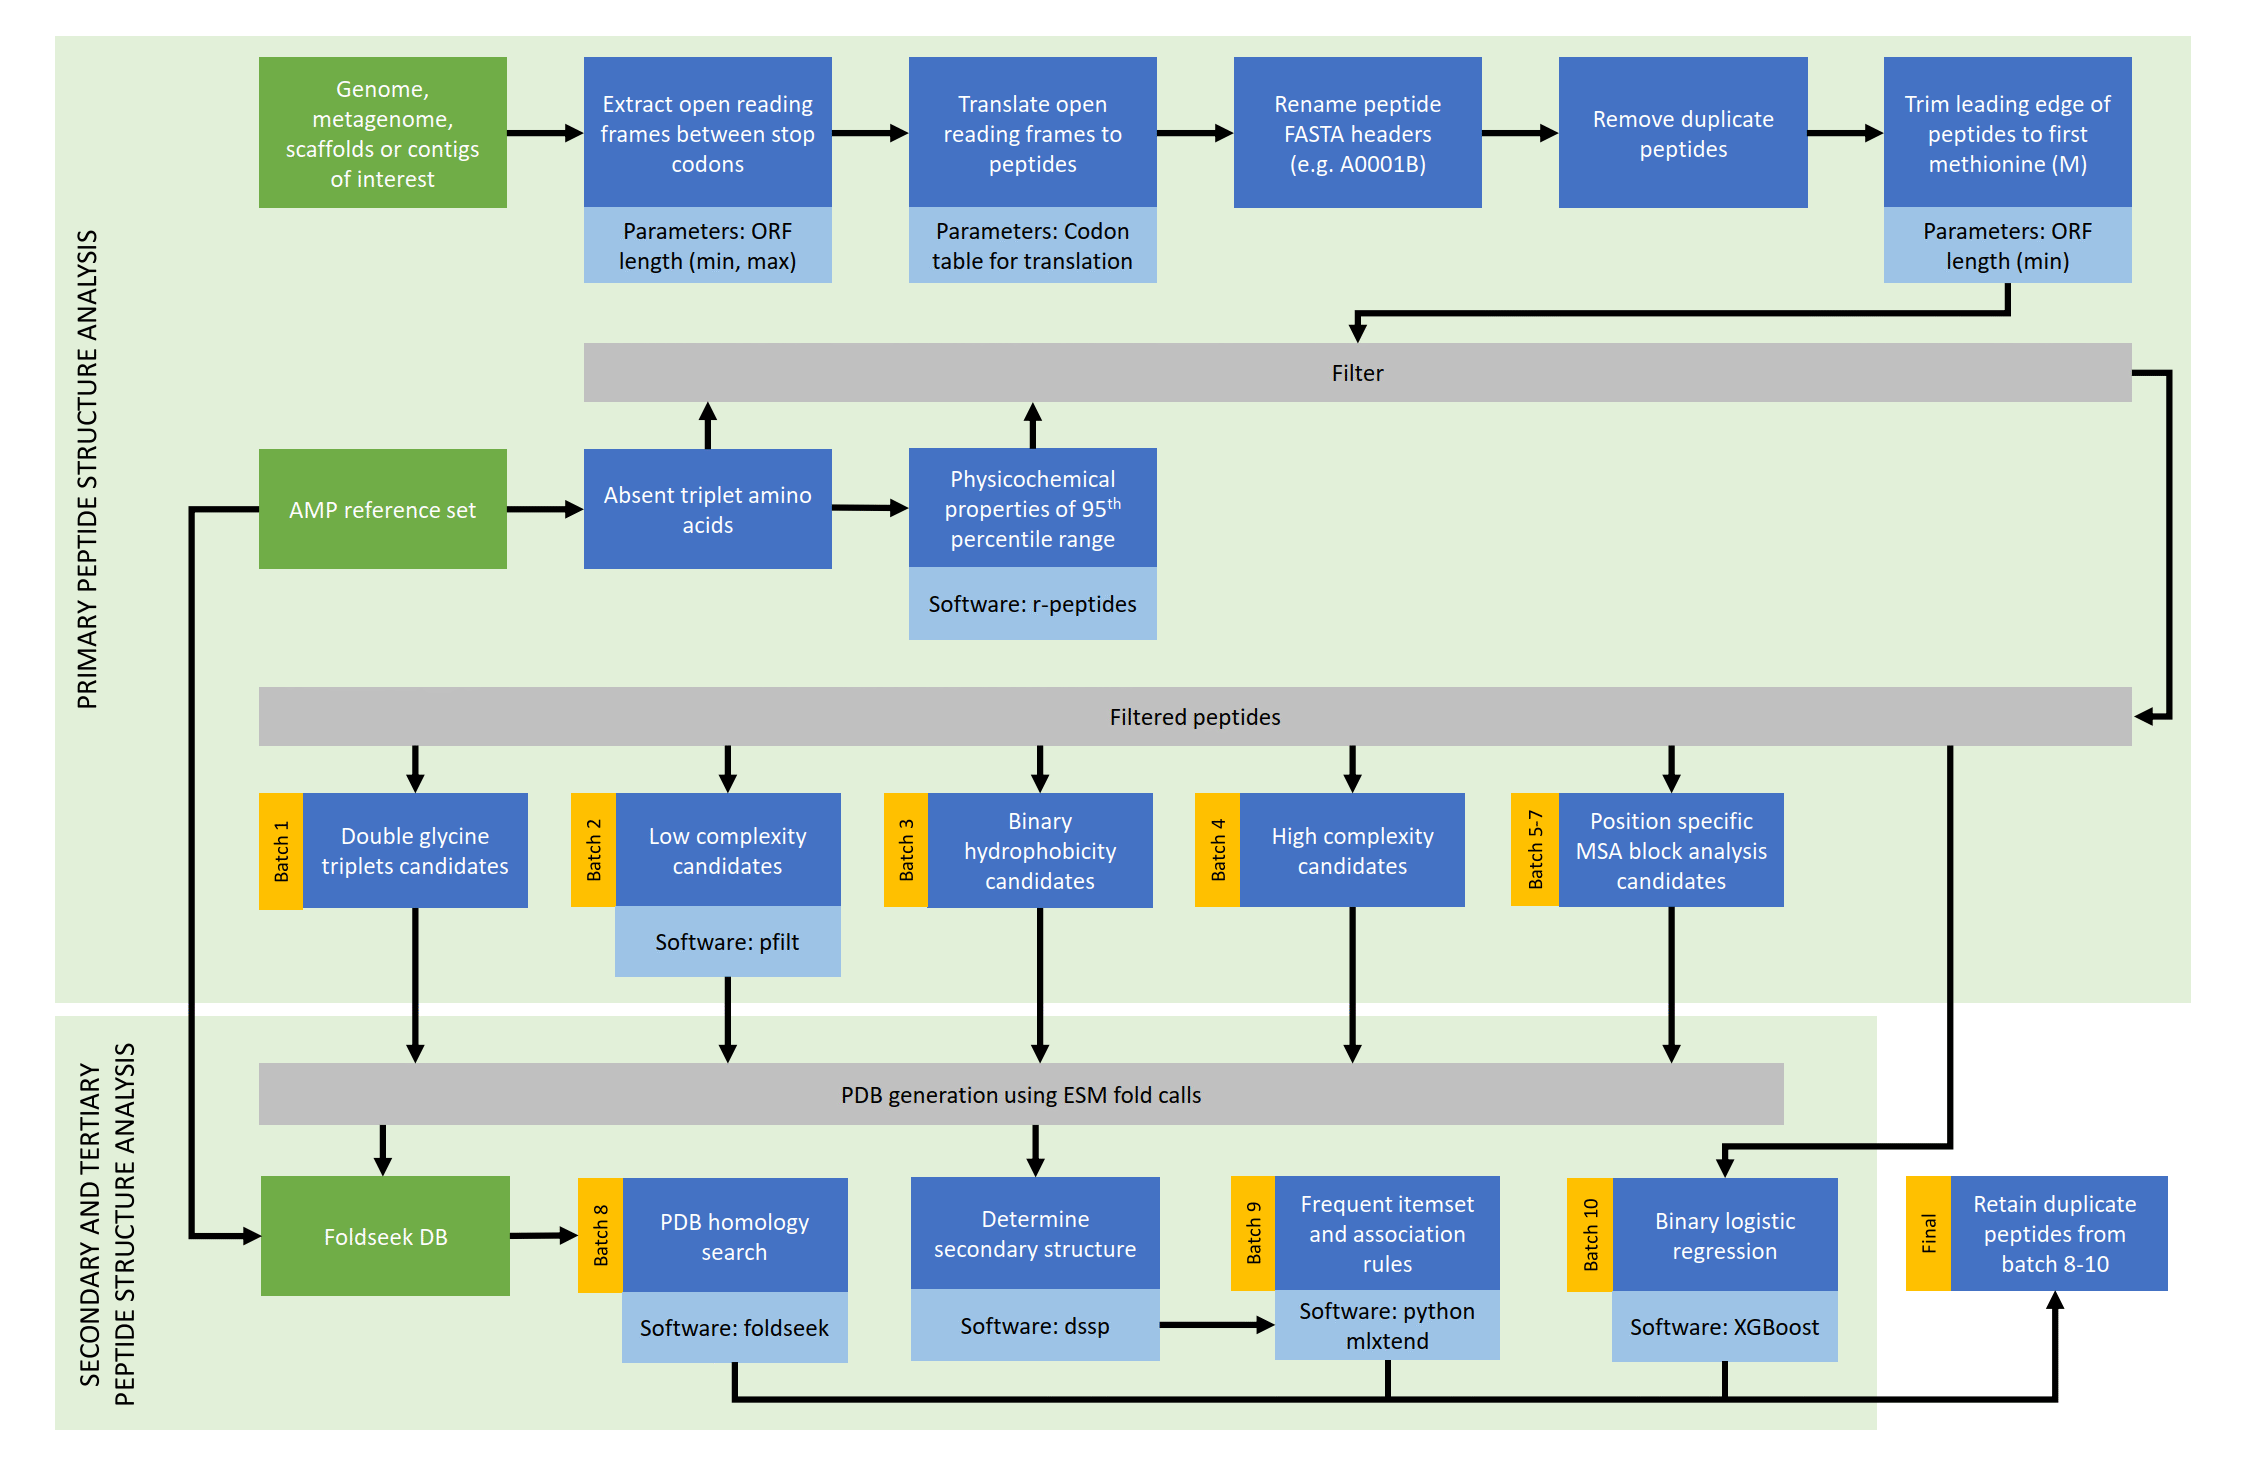 PRIMARY PEPTIDE STRUCTURE ANALYSIS
Genome,
metagenome,
scaffolds or contigs
of interest
Extract open reading
frames between stop
codons
Parameters: ORF
length (min, max)
Translate open
reading frames to
peptides
Parameters: Codon
table for translation
Rename peptide
FASTA headers
(e.g. A0001B)
Remove duplicate
peptides
Trim leading edge of
peptides to first
methionine (M)
Parameters: ORF
length (min)
Filter
AMP reference set
Absent triplet amino
acids
Physicochemical
properties of 95th
percentile range
Software: r-peptides
Filtered peptides
Batch 1
Double glycine
triplets candidates
Batch 2
Low complexity
candidates
Software: pfilt
Batch 3
Binary
hydrophobicity
candidates
Batch 4
High complexity
candidates
Batch 5-7
Position specific
MSA block analysis
candidates
SECONDARY AND TERTIARY
PEPTIDE STRUCTURE ANALYSIS
PDB generation using ESM fold calls
Foldseek DB
Batch 8
PDB homology
search
Software: foldseek
Determine
secondary structure
Software: dssp
Batch 9
Frequent itemset
and association
rules
Software: python
mlxtend
Batch 10
Binary logistic
regression
Software: XGBoost
Final
Retain duplicate
peptides from
batch 8-10